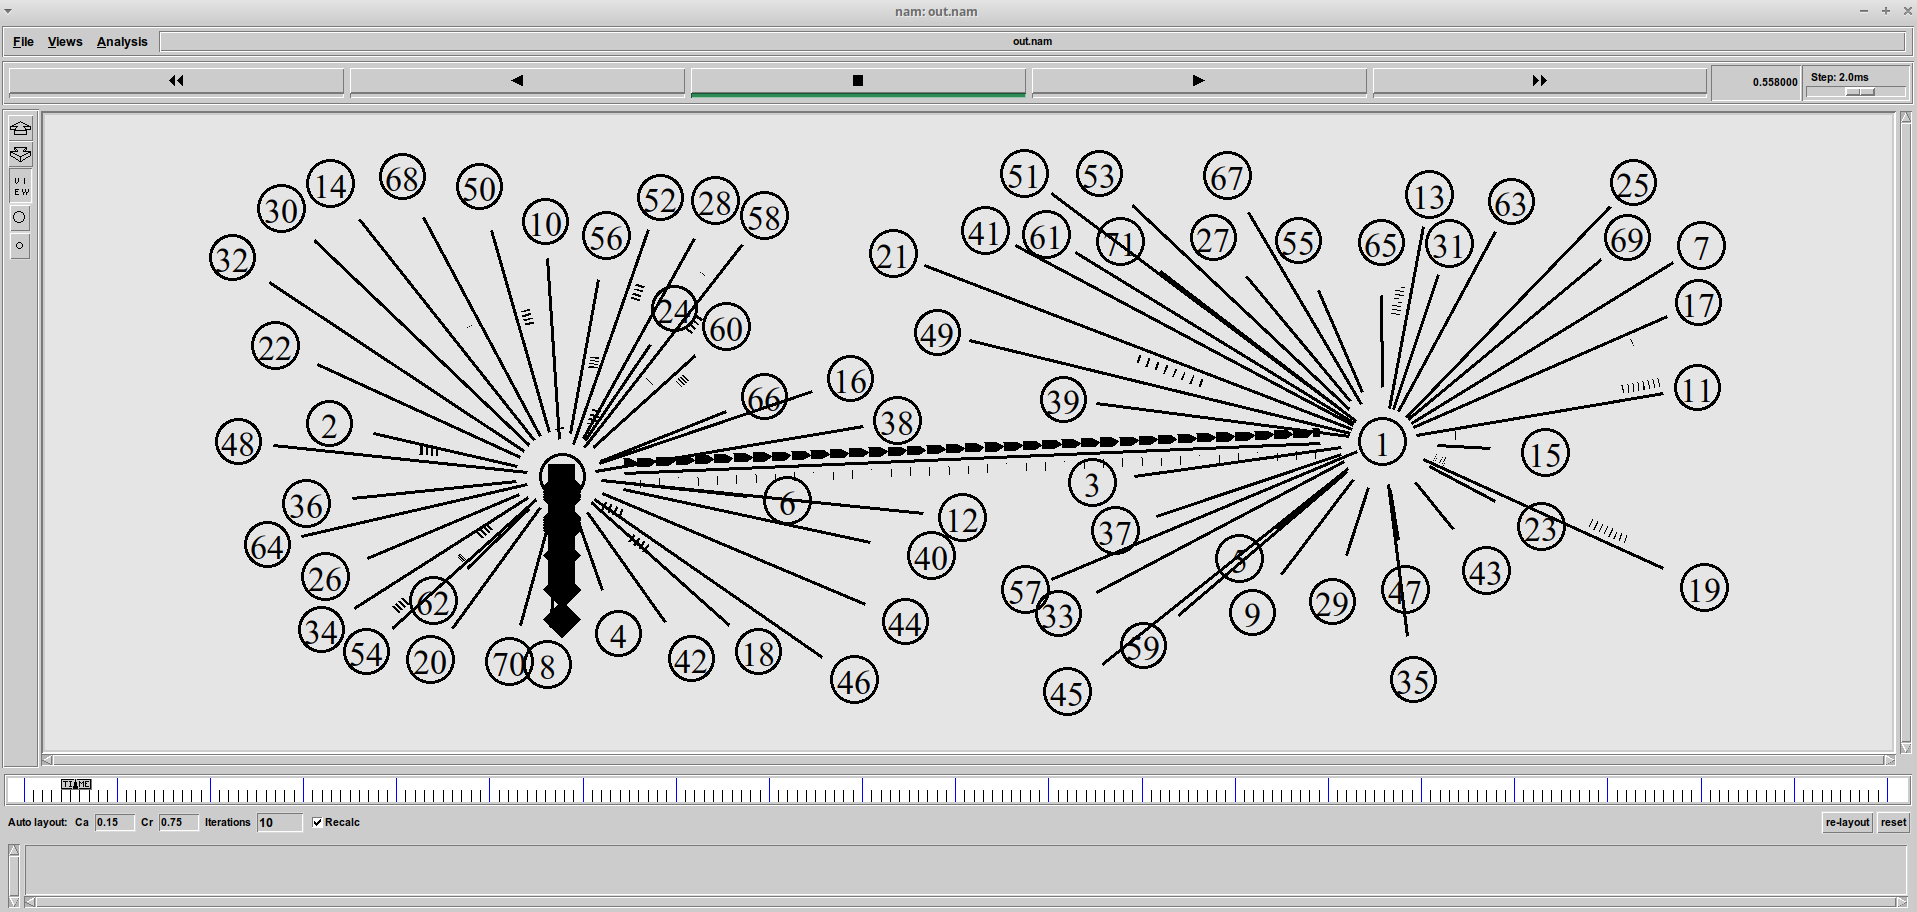 nam: out.nam
File Views Analysis out.nam
0.558000 Step: 2.0ms
VI
EW
51 53 67 25
14 68 50 52 28 58 13 63
30 10 56 41 61 71 27 55 65 31 69 7
32 21
24 60 49 17
22
16 39 11
66
2 38
48 1 15
36 6 3
64 12 37 23
40
26 5 43
62 57 33 9 29 47 19
34 4 44
54 20 70 8 42 18 59
46 45 35
TIME
Auto layout: Ca 0.15 Cr 0.75 Iterations 10 Recalc re-layout reset